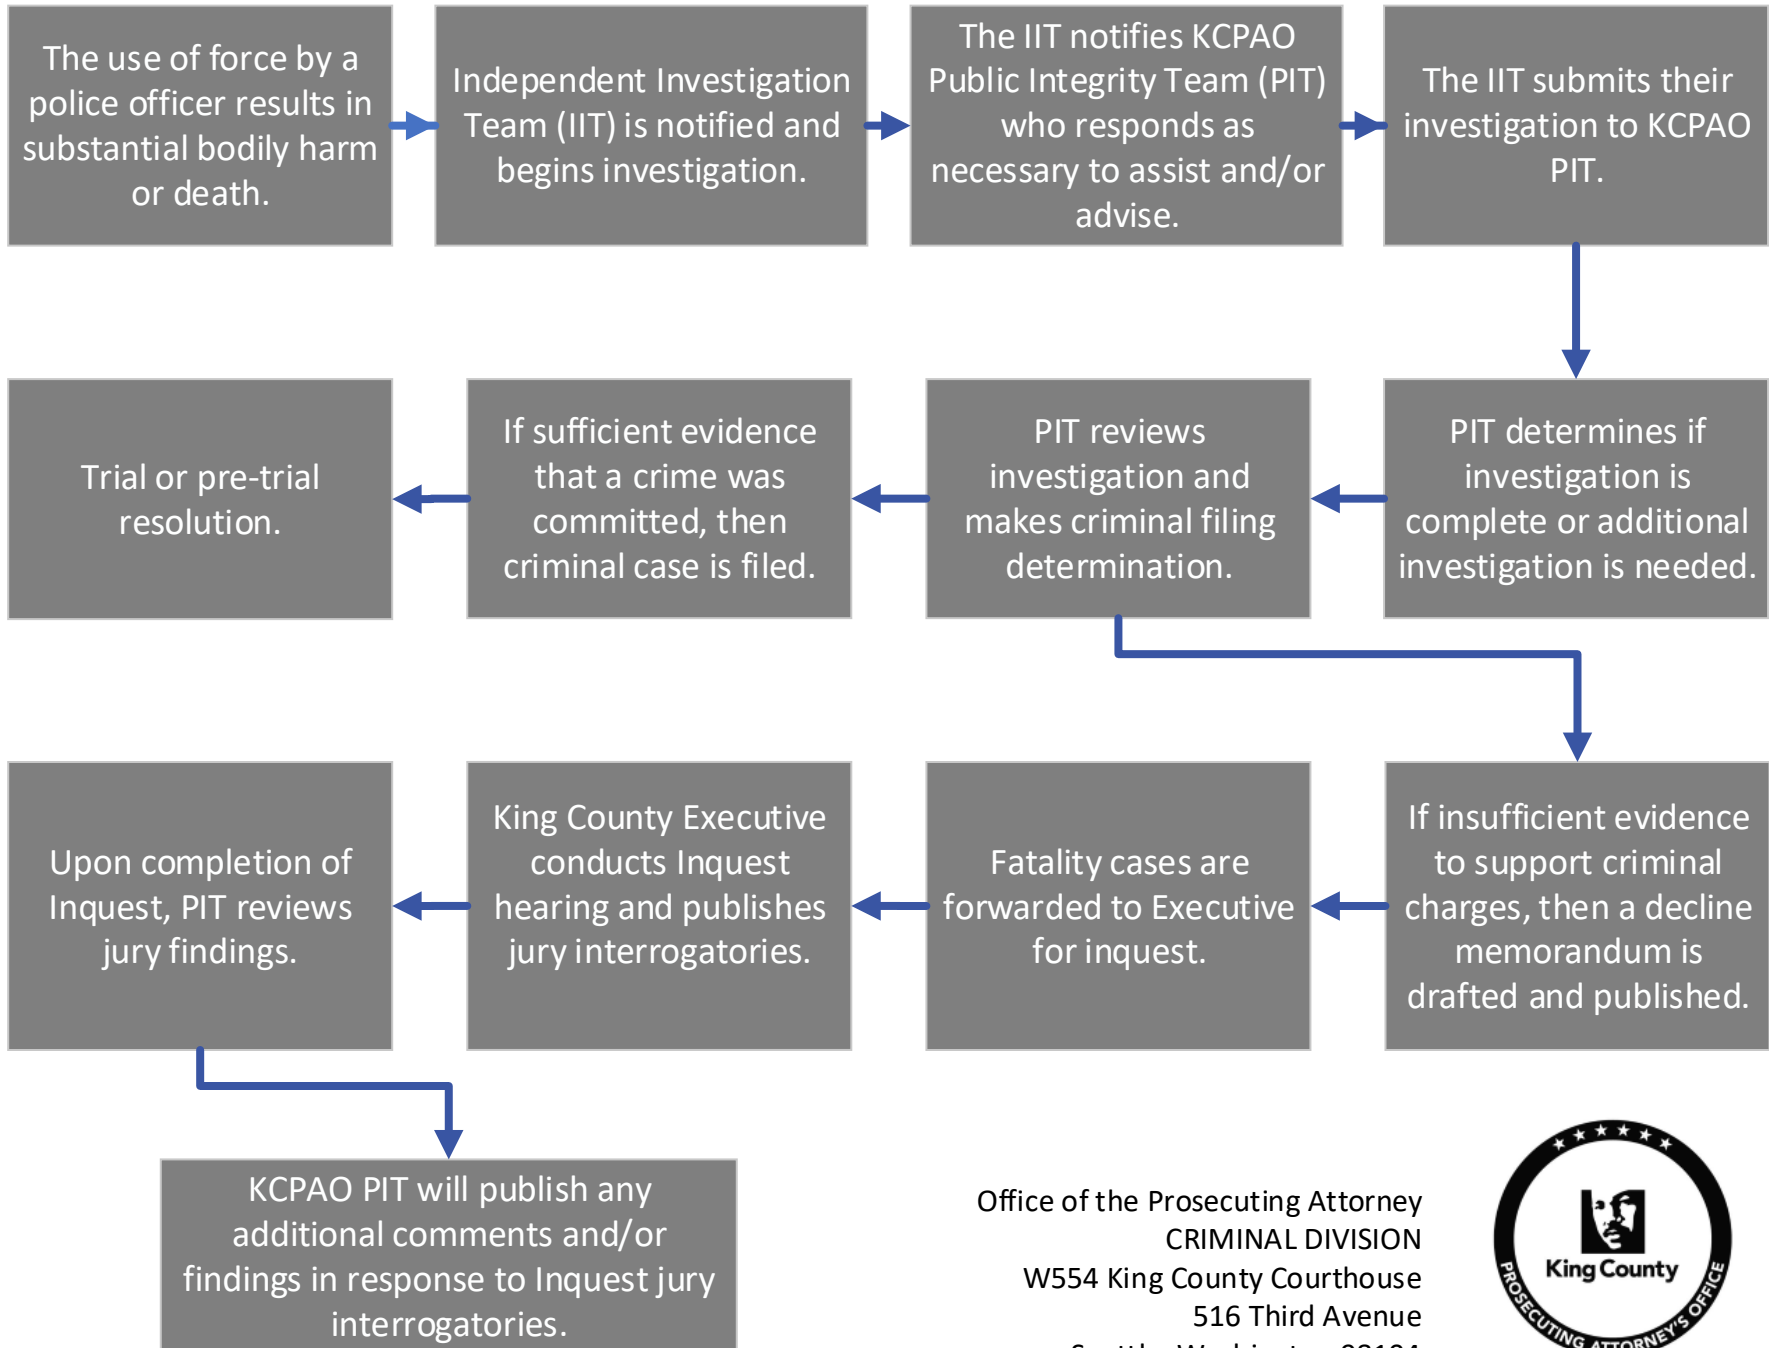 The use of force by a
police officer results in
substantial bodily harm
or death.
Independent Investigation
Team (IIT) is notified and
begins investigation.
The IIT notifies KCPAO
Public Integrity Team (PIT)
who responds as
necessary to assist and/or
advise.
The IIT submits their
investigation to KCPAO
PIT.
Trial or pre-trial
resolution.
If sufficient evidence
that a crime was
committed, then
criminal case is filed.
PIT reviews
investigation and
makes criminal filing
determination.
PIT determines if
investigation is
complete or additional
investigation is needed.
Upon completion of
Inquest, PIT reviews
jury findings.
King County Executive
conducts Inquest
hearing and publishes
jury interrogatories.
Fatality cases are
forwarded to Executive
for inquest.
If insufficient evidence
to support criminal
charges, then a decline
memorandum is
drafted and published.
KCPAO PIT will publish any
additional comments and/or
findings in response to Inquest jury
interrogatories.
Office of the Prosecuting Attorney
CRIMINAL DIVISION
W554 King County Courthouse
516 Third Avenue
Seattle, Washington 98104
King County
PROSECUTING ATTORNEY'S OFFICE